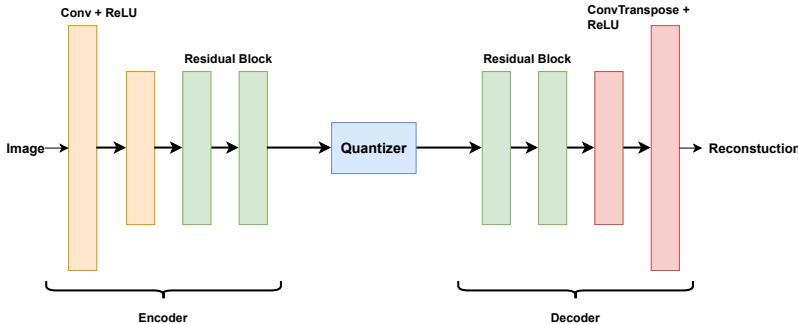 Conv + ReLU
ConvTranspose +
ReLU
Residual Block
Residual Block
Image
Quantizer
Reconstuction
Encoder
Decoder